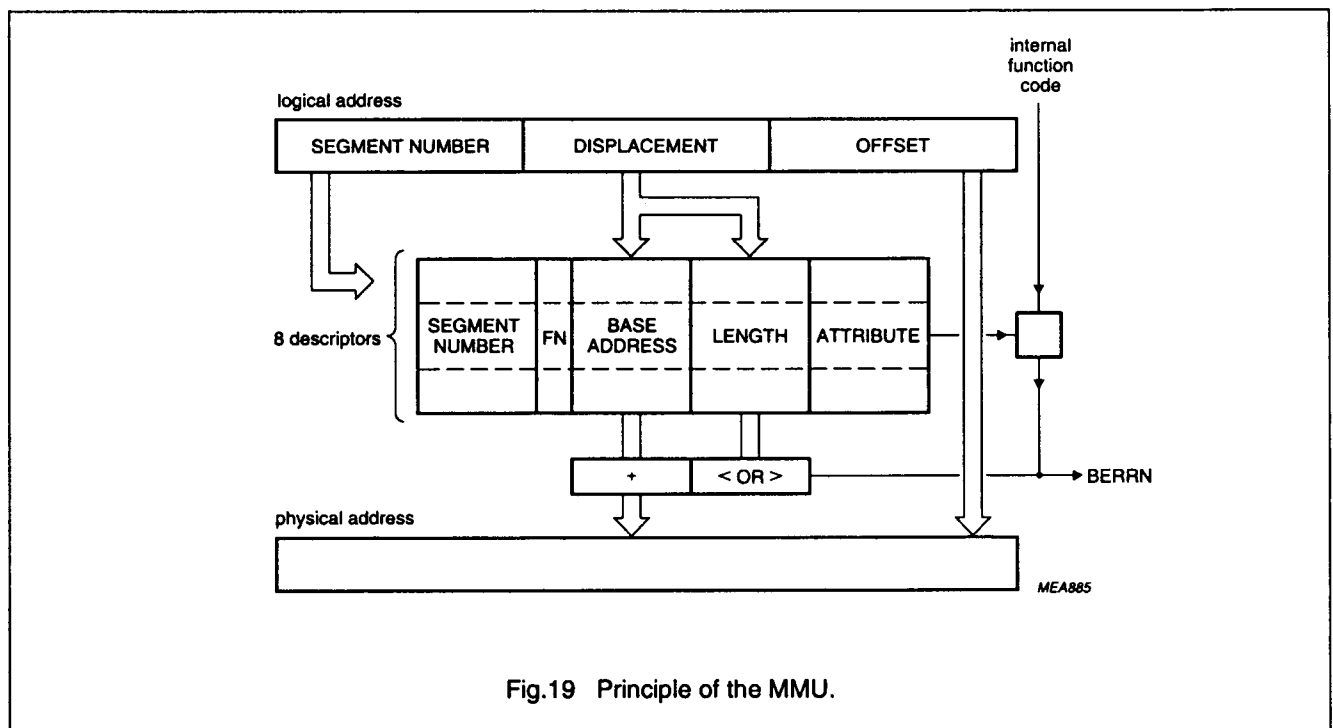 internal
function
code
logical address
SEGMENT NUMBER DISPLACEMENT OFFSET
8 descriptors
SEGMENT
NUMBER
FN
BASE
ADDRESS
LENGTH
ATTRIBUTE
+
< OR >
BERRN
physical address
MEA885
Fig.19 Principle of the MMU.